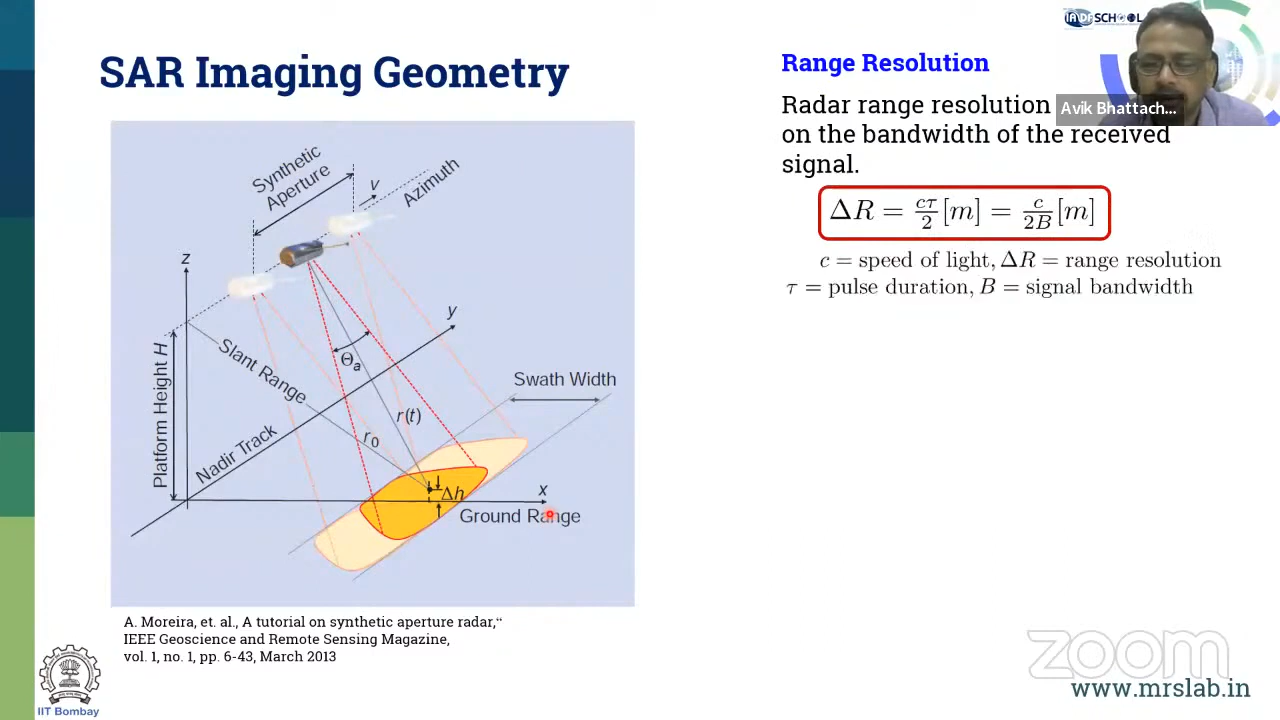 SAR Imaging Geometry
Synthetic
Aperture
v
Azimuth
z
y
Platform Height H
Slant Range
Θa
r(t)
r0
Nadir Track
Swath Width
Δh
x
Ground Range
A. Moreira, et. al., A tutorial on synthetic aperture radar,“
IEEE Geoscience and Remote Sensing Magazine,
vol. 1, no. 1, pp. 6-43, March 2013
IIT Bombay
SCHOOL
Avik Bhattach...
Range Resolution
Radar range resolution
on the bandwidth of the received
signal.
ΔR = cτ/2 [m] = c/2B [m]
c = speed of light, ΔR = range resolution
τ = pulse duration, B = signal bandwidth
zoom
www.mrslab.in